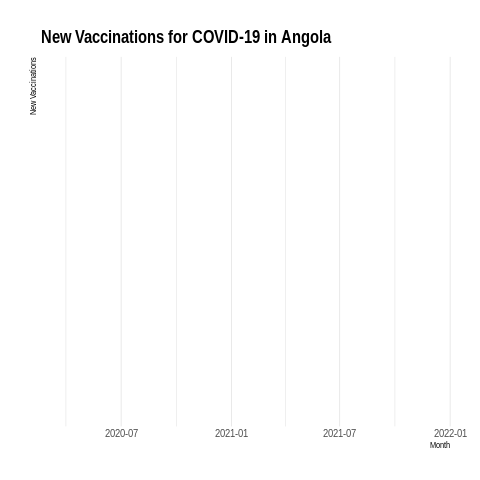 New Vaccinations for COVID-19 in Angola
New Vaccinations
2020-07
2021-01
2021-07
2022-01
Month